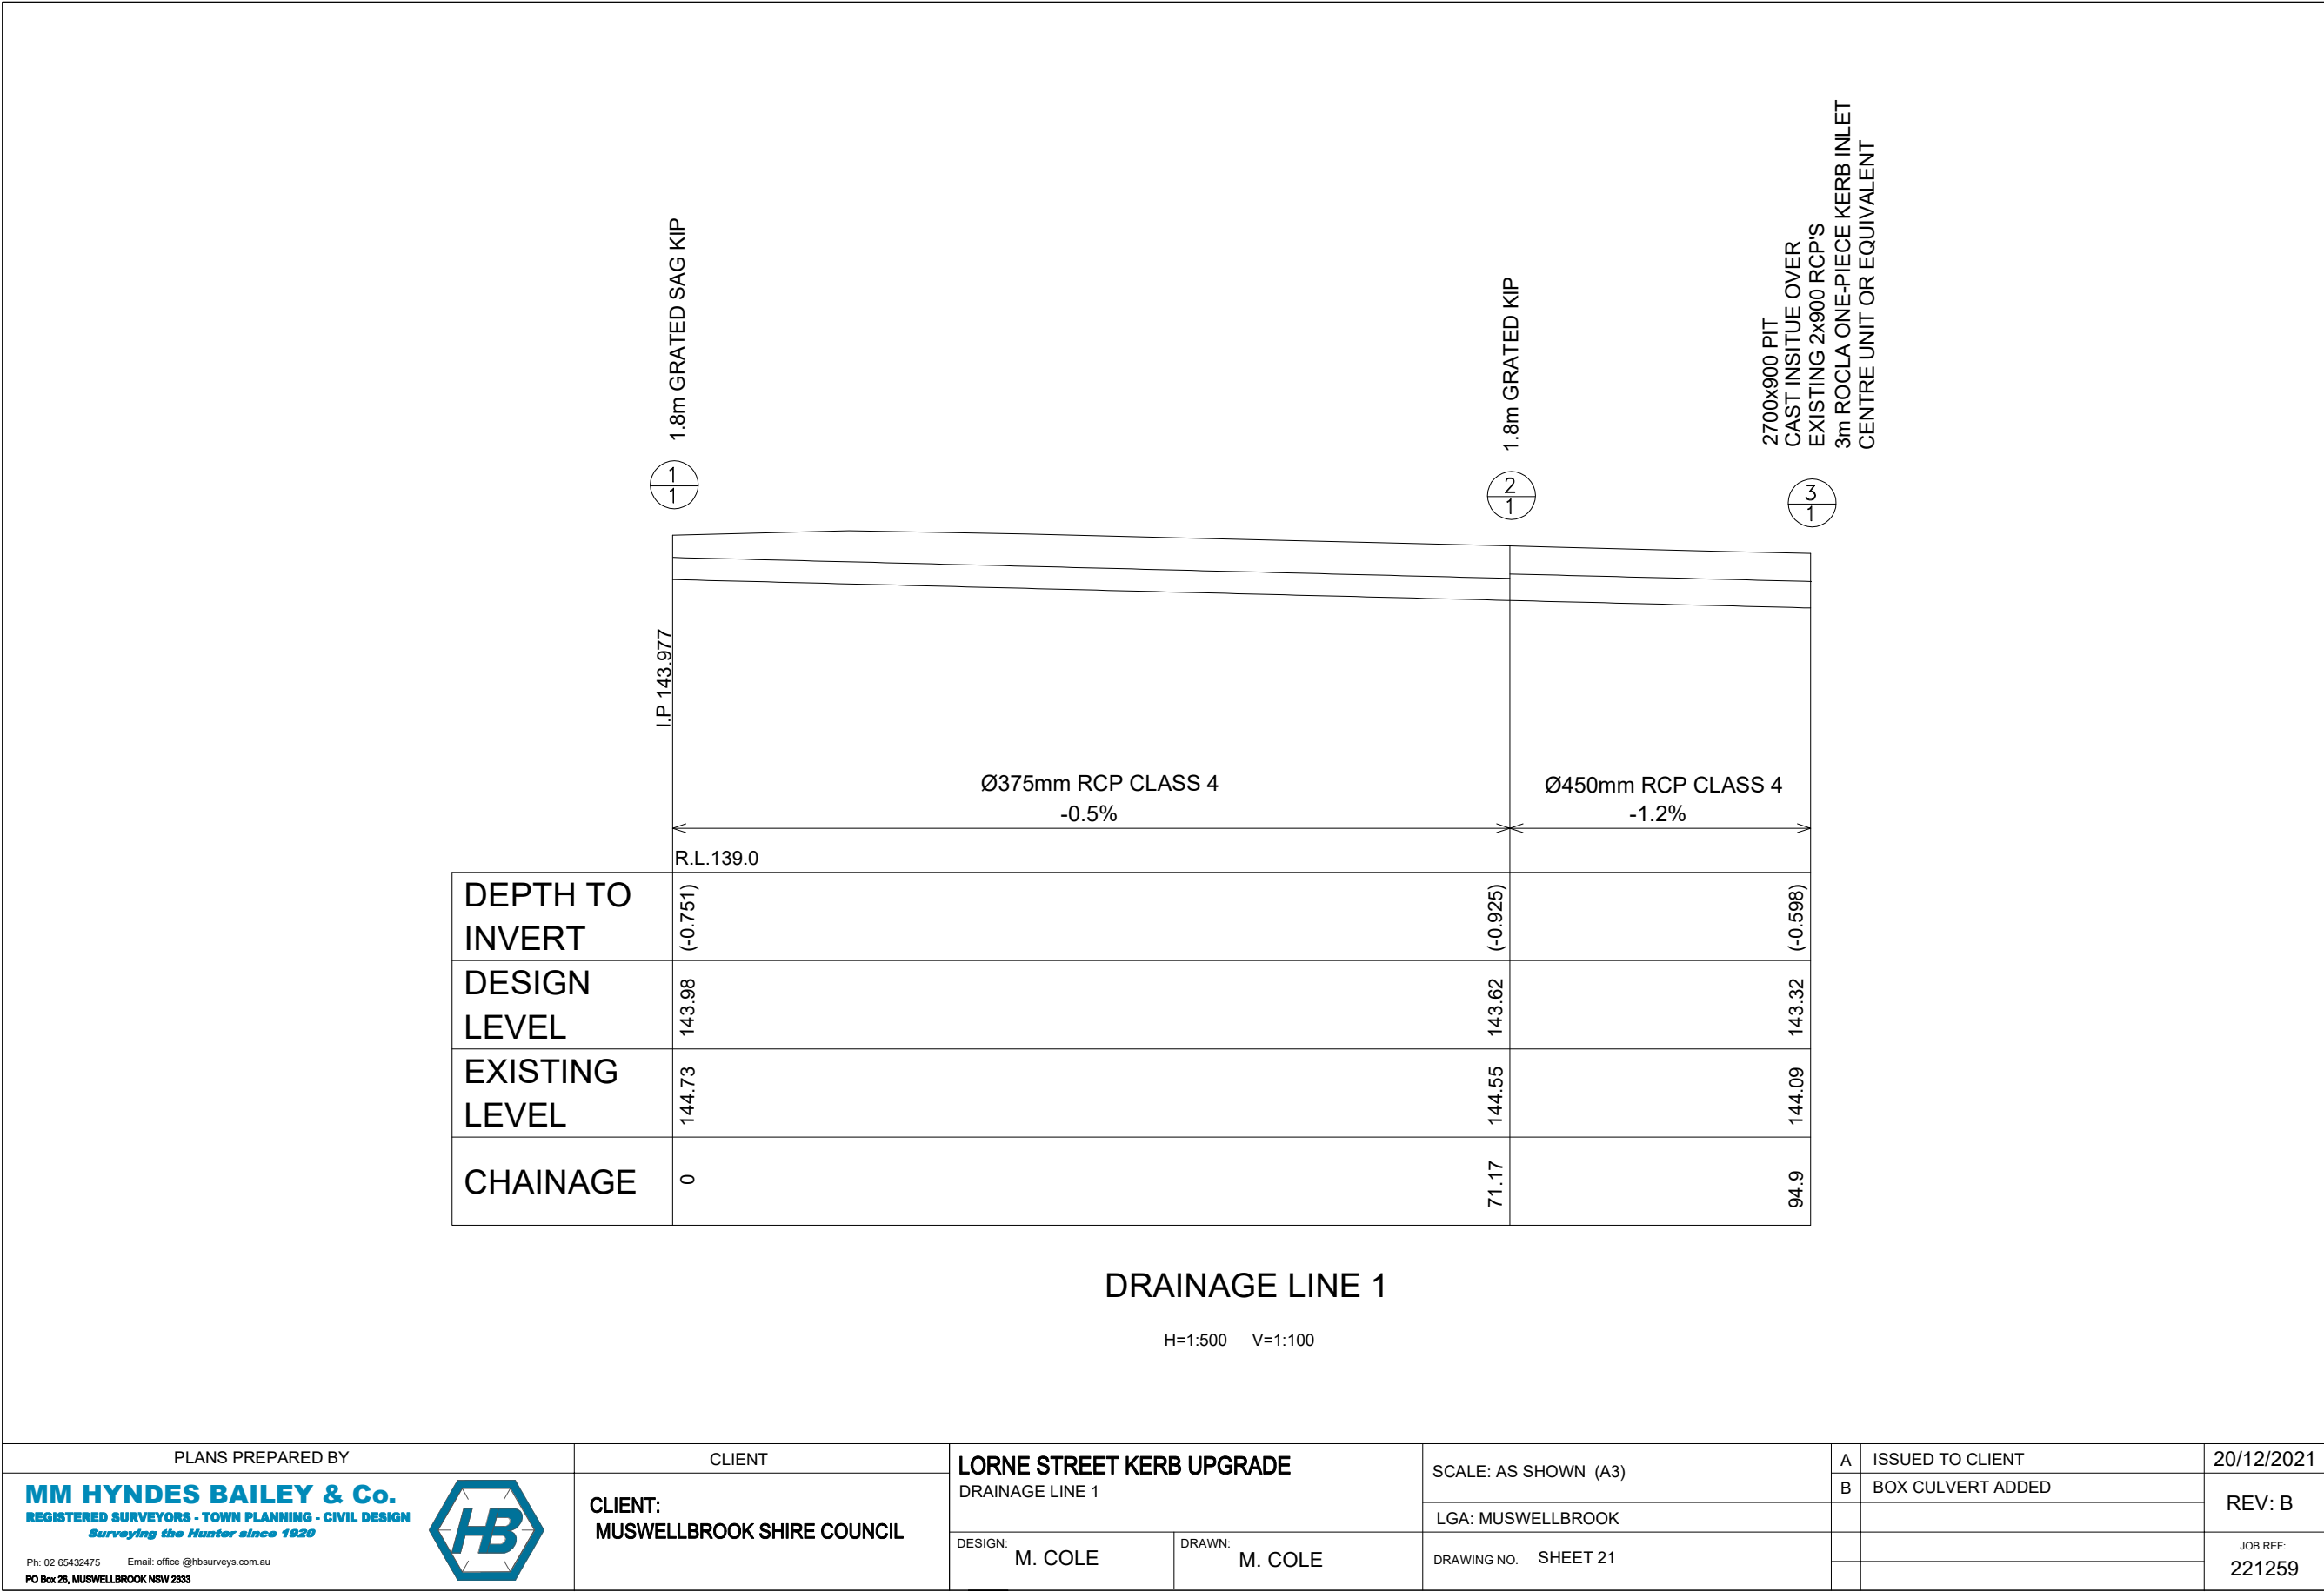 1.8m GRATED SAG KIP
1.8m GRATED KIP
2700x900 PIT
CAST INSITUE OVER
EXISTING 2x900 RCP'S
3m ROCLA ONE-PIECE KERB INLET
CENTRE UNIT OR EQUIVALENT
1
1
2
1
3
1
I.P 143.977
Ø375mm RCP CLASS 4
-0.5%
Ø450mm RCP CLASS 4
-1.2%
R.L.139.0
DEPTH TO
INVERT
(-0.751)
(-0.925)
(-0.598)
DESIGN
LEVEL
143.98
143.62
143.32
EXISTING
LEVEL
144.73
144.55
144.09
CHAINAGE
0
71.17
94.9
DRAINAGE LINE 1
H=1:500 V=1:100
PLANS PREPARED BY
MM HYNDES BAILEY & Co.
REGISTERED SURVEYORS - TOWN PLANNING - CIVIL DESIGN
Surveying the Hunter since 1920
Ph: 02 65432475 Email: office @hbsurveys.com.au
PO Box 26, MUSWELLBROOK NSW 2333
HB
CLIENT
CLIENT:
MUSWELLBROOK SHIRE COUNCIL
LORNE STREET KERB UPGRADE
DRAINAGE LINE 1
DESIGN:
M. COLE
DRAWN:
M. COLE
SCALE: AS SHOWN (A3)
LGA: MUSWELLBROOK
DRAWING NO. SHEET 21
A ISSUED TO CLIENT 20/12/2021
B BOX CULVERT ADDED
REV: B
JOB REF:
221259